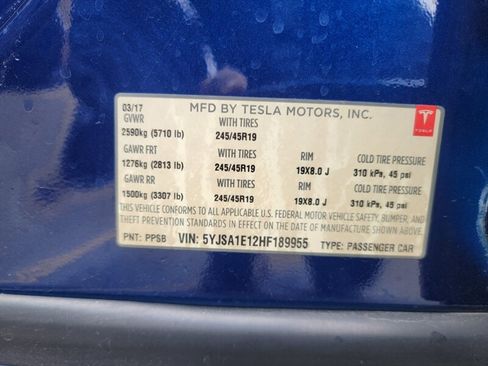 03/17 MFD BY TESLA MOTORS, INC.
GVWR WITH TIRES
2590kg (5710 lb) 245/45R19
TESLA
GAWR FRT WITH TIRES RIM COLD TIRE PRESSURE
1276kg (2813 lb) 245/45R19 19X8.0 J 310 kPa, 45 psi
GAWR RR WITH TIRES RIM COLD TIRE PRESSURE
1500kg (3307 lb) 245/45R19 19X8.0 J 310 kPa, 45 psi
THIS VEHICLE CONFORMS TO ALL APPLICABLE U.S. FEDERAL MOTOR VEHICLE SAFETY, BUMPER, AND
THEFT PREVENTION STANDARDS IN EFFECT ON THE DATE OF MANUFACTURE SHOWN ABOVE.
PNT: PPSB VIN: 5YJSA1E12HF189955 TYPE: PASSENGER CAR